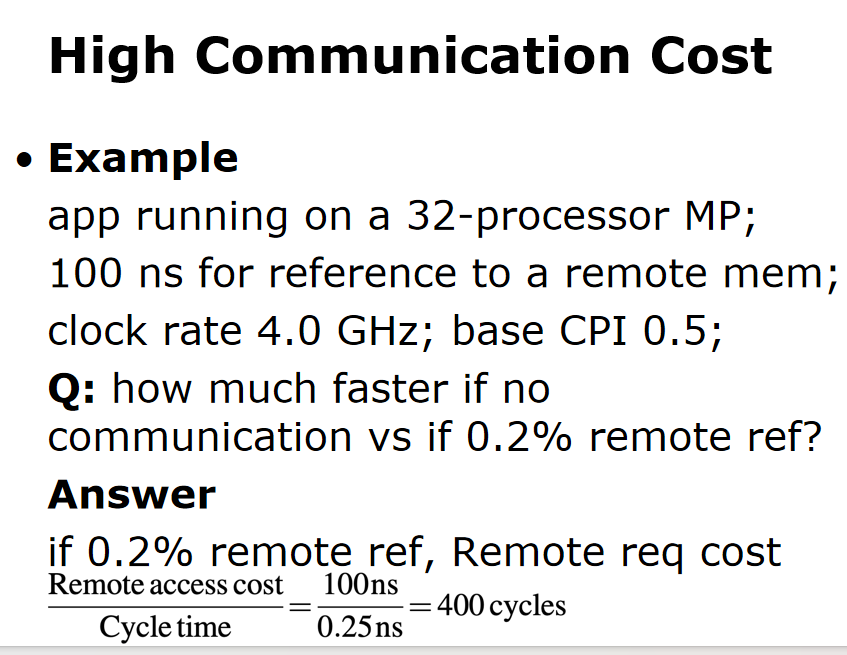 High Communication Cost
• Example
app running on a 32-processor MP;
100 ns for reference to a remote mem;
clock rate 4.0 GHz; base CPI 0.5;
Q: how much faster if no
communication vs if 0.2% remote ref?
Answer
if 0.2% remote ref, Remote req cost
Remote access cost / Cycle time = 100ns / 0.25ns = 400 cycles